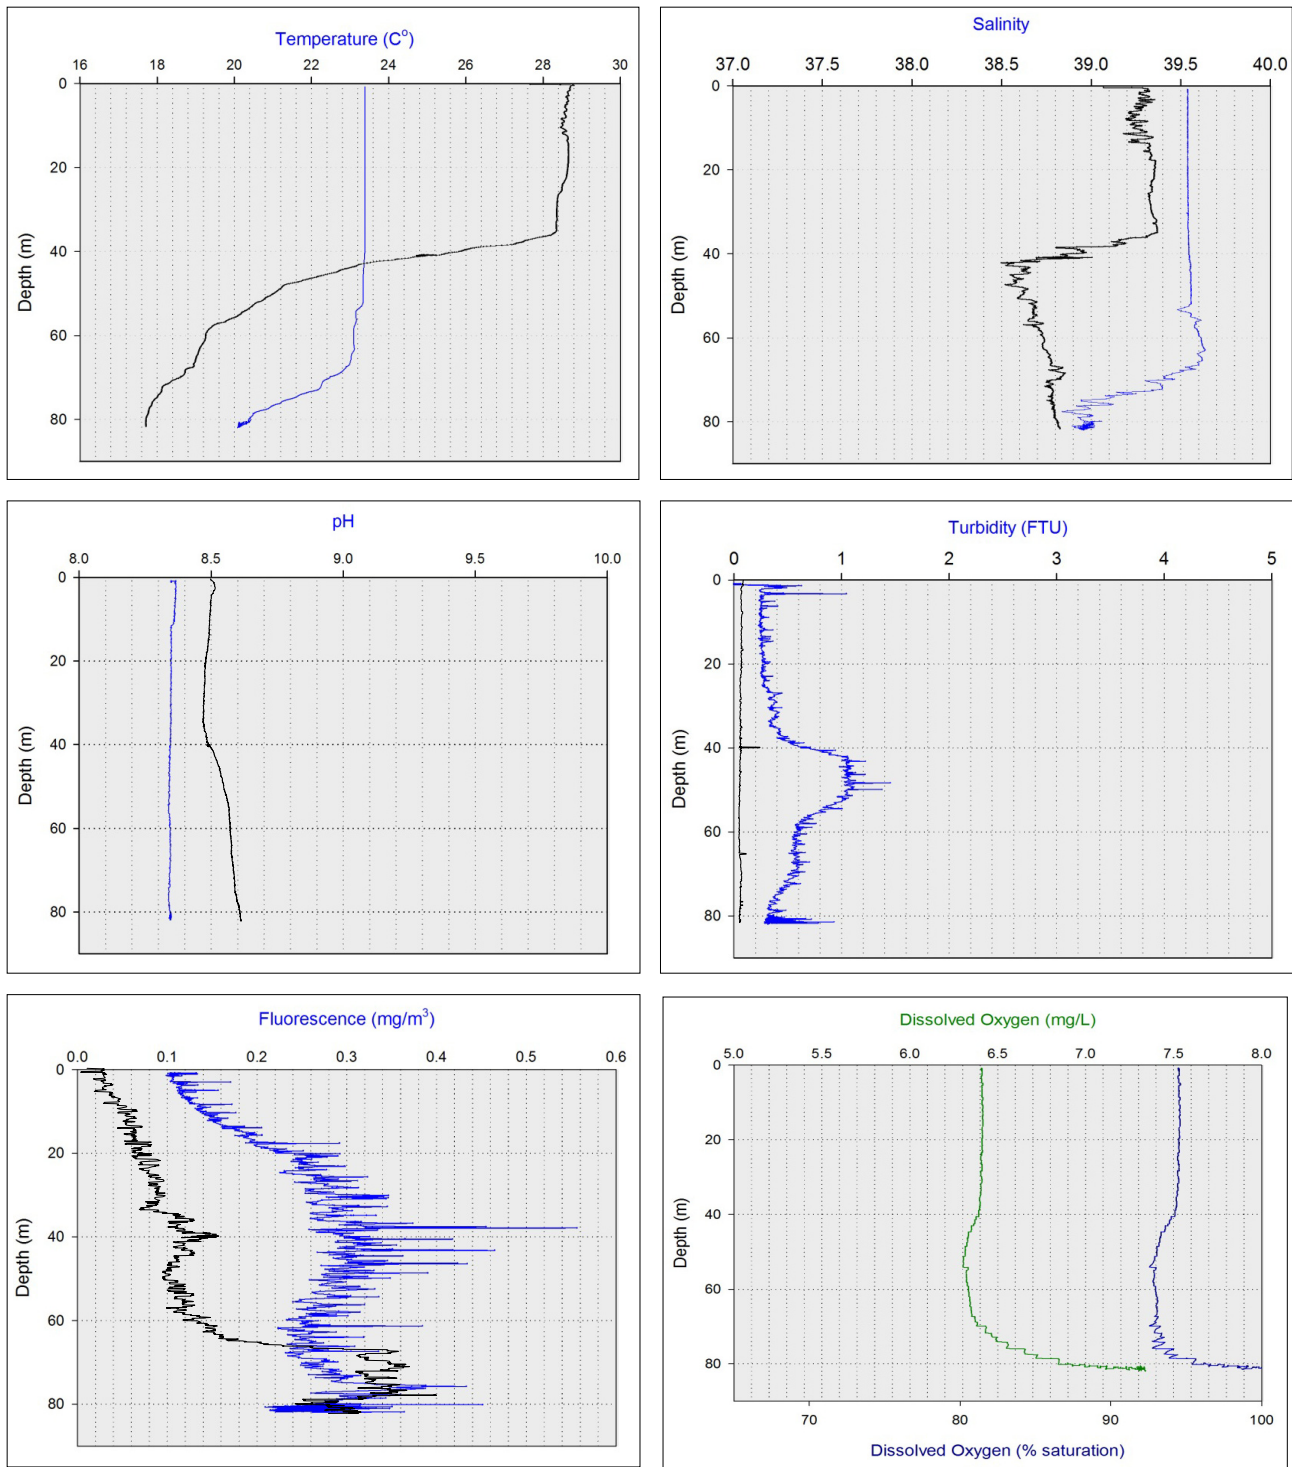 Temperature (C°)
16 18 20 22 24 26 28 30
0
20
40
60
80
Depth (m)
Salinity
37.0 37.5 38.0 38.5 39.0 39.5 40.0
0
20
40
60
80
Depth (m)
pH
8.0 8.5 9.0 9.5 10.0
0
20
40
60
80
Depth (m)
Turbidity (FTU)
0 1 2 3 4 5
0
20
40
60
80
Depth (m)
Fluorescence (mg/m³)
0.0 0.1 0.2 0.3 0.4 0.5 0.6
0
20
40
60
80
Depth (m)
Dissolved Oxygen (mg/L)
5.0 5.5 6.0 6.5 7.0 7.5 8.0
0
20
40
60
80
Depth (m)
70 80 90 100
Dissolved Oxygen (% saturation)